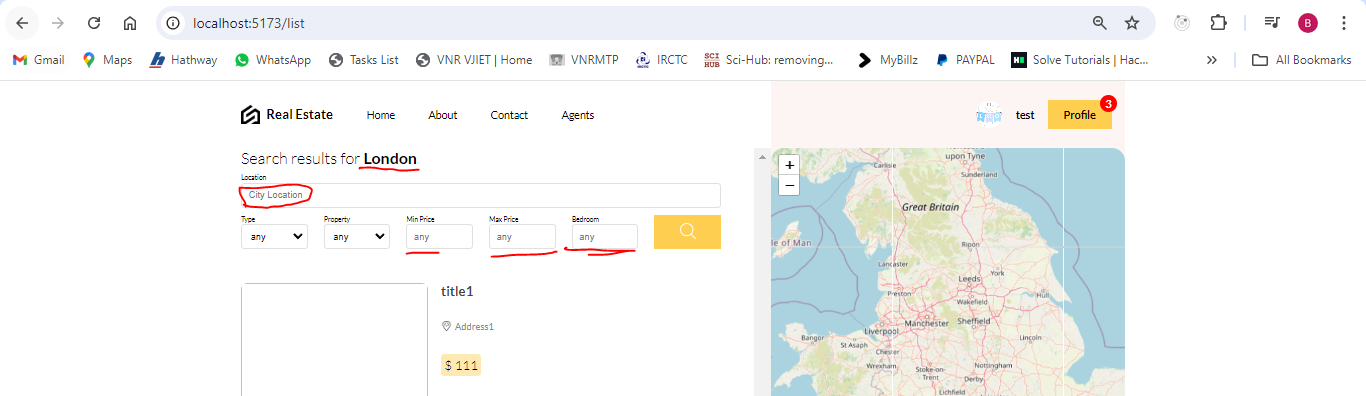 localhost:5173/list
B
Gmail Maps Hathway WhatsApp Tasks List VNR VJIET | Home VNRMTP IRCTC Sci-Hub: removing... MyBillz PAYPAL Solve Tutorials | Hac... » All Bookmarks
Real Estate Home About Contact Agents
test Profile 3
Search results for London
Location
City Location
Type Property Min Price Max Price Bedroom
any any any any any
title1
Address1
$ 111
+
−
Carlisle
upon Tyne
Sunderland
Great Britain
le of Man
Ripon
Lancaster
York
Leeds
Preston
Hull
Wakefield
Manchester
Liverpool
Sheffield
Bangor
St Asaph
Lincoln
Chester
Wrexham
Stoke-on-
Trent
Nottingham
Derby
Lichfield